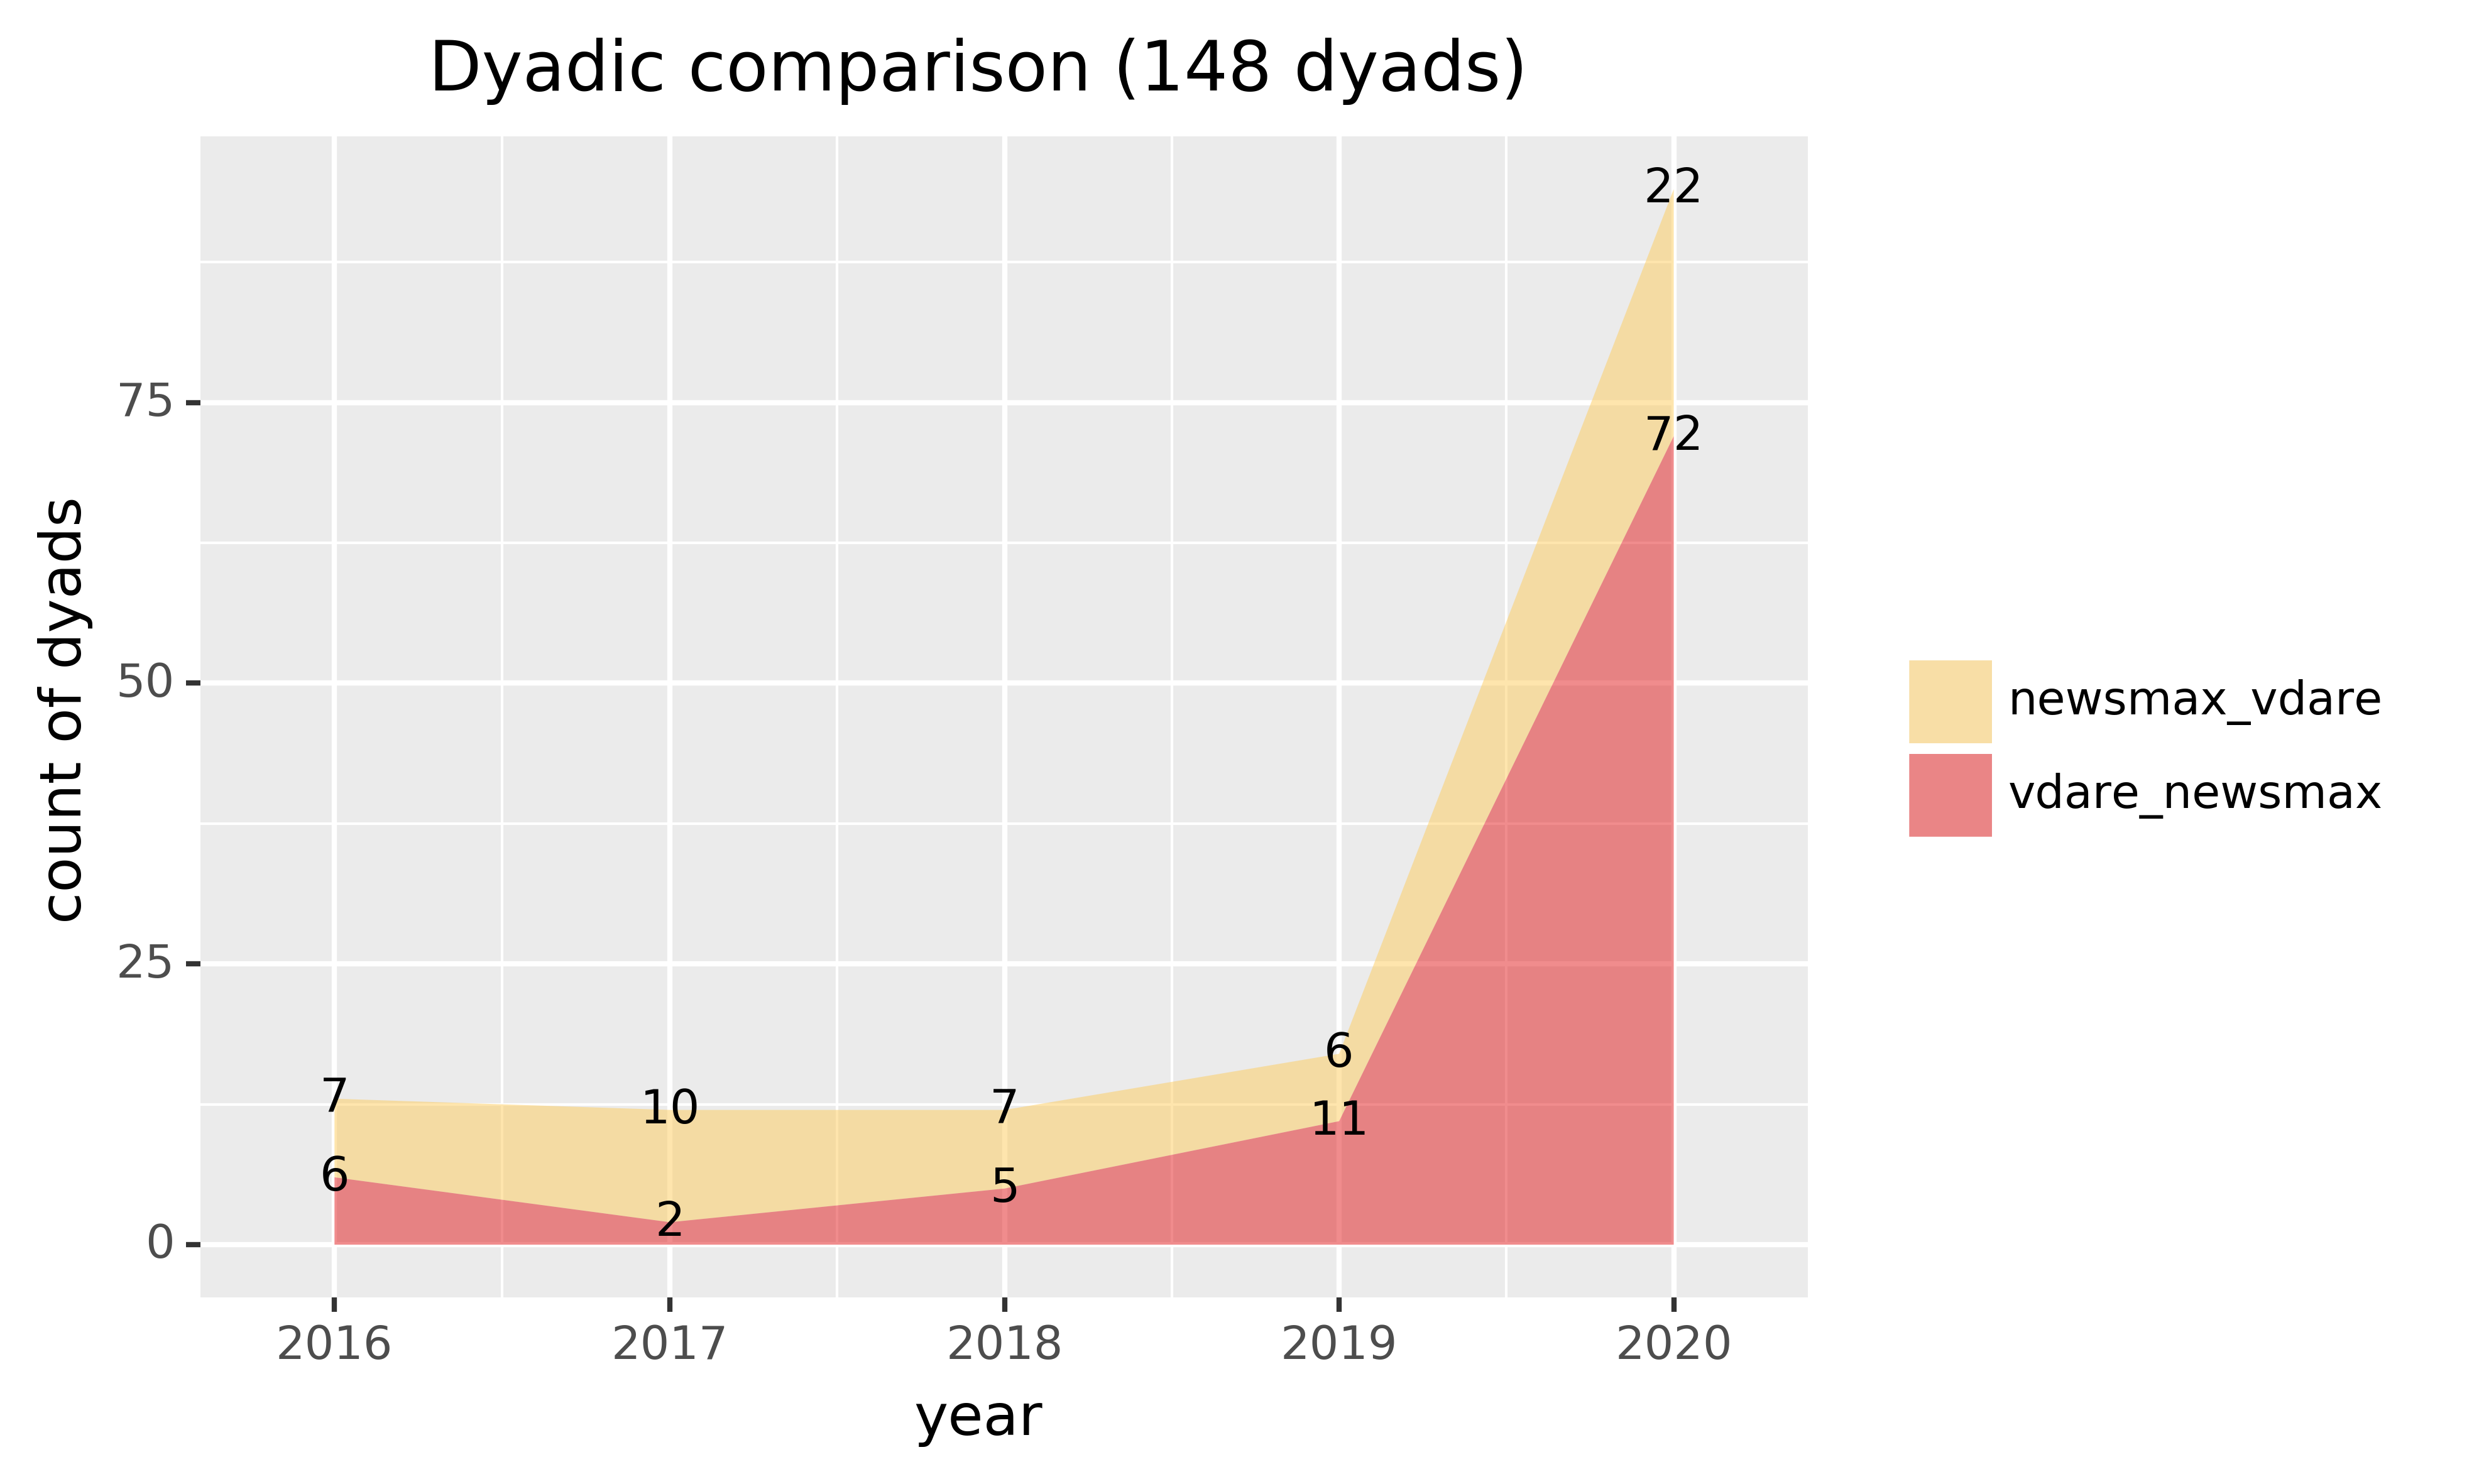 Dyadic comparison (148 dyads)
count of dyads
75
50
25
0
22
72
7
10
7
6
6
2
5
11
2016 2017 2018 2019 2020
year
newsmax_vdare
vdare_newsmax